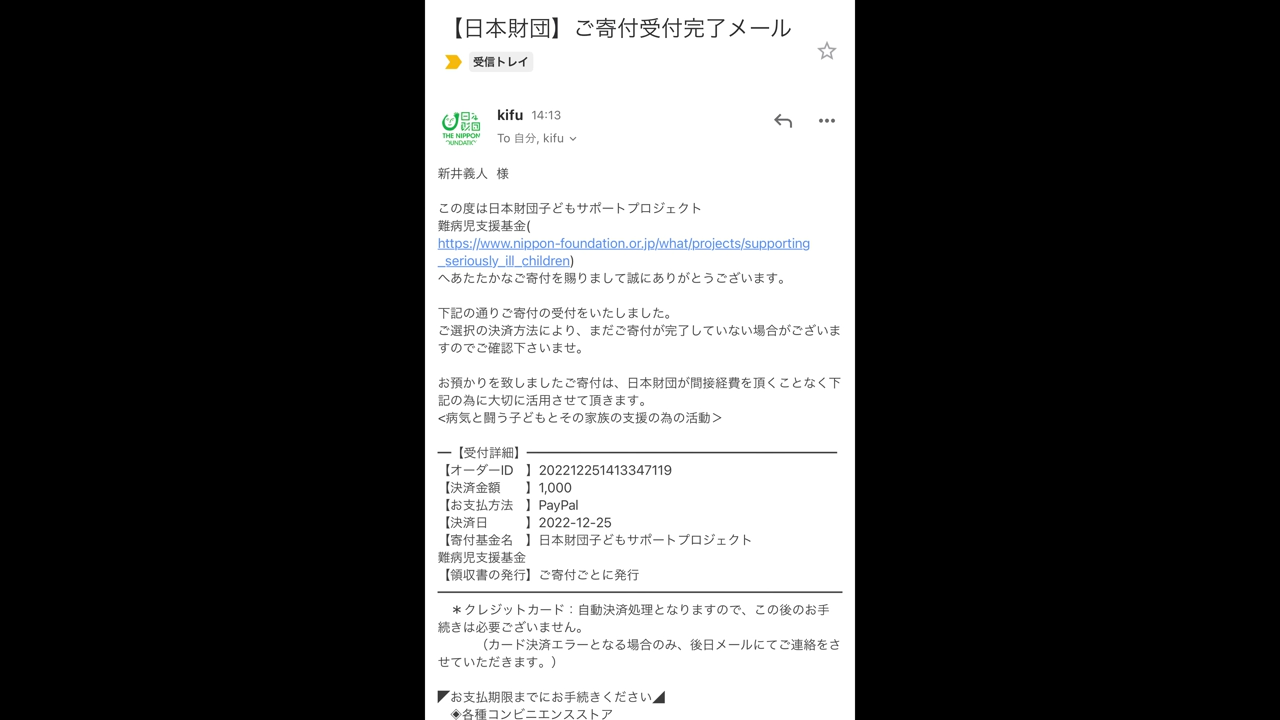 【日本財団】ご寄付受付完了メール
受信トレイ
kifu 14:13
To 自分, kifu
THE NIPPON
新井義人 様
この度は日本財団子どもサポートプロジェクト
難病児支援基金(
https://www.nippon-foundation.or.jp/what/projects/supporting
_seriously_ill_children)
へあたたかなご寄付を賜りまして誠にありがとうございます。
下記の通りご寄付の受付をいたしました。
ご選択の決済方法により、まだご寄付が完了していない場合がございま
すのでご確認下さいませ。
お預かりを致しましたご寄付は、日本財団が間接経費を頂くことなく下
記の為に大切に活用させて頂きます。
<病気と闘う子どもとその家族の支援の為の活動＞
━【受付詳細】━━━━━━━━━━━━━━━━━━━━━━━━━
【オーダーID 】202212251413347119
【決済金額 】1,000
【お支払方法 】PayPal
【決済日 】2022-12-25
【寄付基金名 】日本財団子どもサポートプロジェクト
難病児支援基金
【領収書の発行】ご寄付ごとに発行
━━━━━━━━━━━━━━━━━━━━━━━━━━━━━━━━
＊クレジットカード：自動決済処理となりますので、この後のお手
続きは必要ございません。
（カード決済エラーとなる場合のみ、後日メールにてご連絡をさ
せていただきます。）
◤お支払期限までにお手続きください◢
◈各種コンビニエンスストア